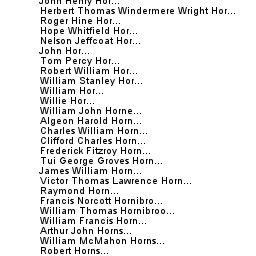 John Henry Hor...
Herbert Thomas Windermere Wright Hor...
Roger Hine Hor...
Hope Whitfield Hor...
Nelson Jeffcoat Hor...
John Hor...
Tom Percy Hor...
Robert William Hor...
William Stanley Hor...
William Hor...
Willie Hor...
William John Horne...
Algeon Harold Horn...
Charles William Horn...
Clifford Charles Horn...
Frederick Fitzroy Horn...
Tui George Groves Horn...
James William Horn...
Victor Thomas Lawrence Horn...
Raymond Horn...
Francis Norcott Hornibro...
William Thomas Hornibroo...
William Francis Horn...
Arthur John Horns...
William McMahon Horns...
Robert Horns...